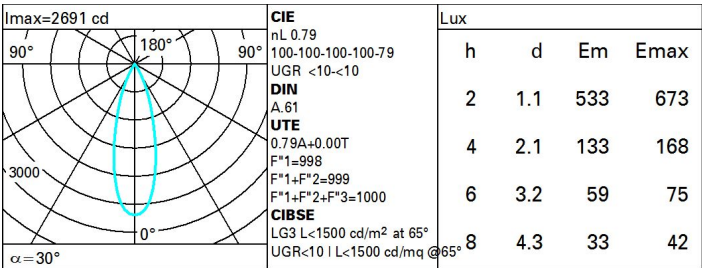 Imax=2691 cd
90° 180° 90°
3000
0°
α=30°
CIE
nL 0.79
100-100-100-100-79
UGR <10-<10
DIN
A.61
UTE
0.79A+0.00T
F"1=998
F"1+F"2=999
F"1+F"2+F"3=1000
CIBSE
LG3 L<1500 cd/m² at 65°
UGR<10 | L<1500 cd/mq @65°
Lux
h d Em Emax
2 1.1 533 673
4 2.1 133 168
6 3.2 59 75
8 4.3 33 42